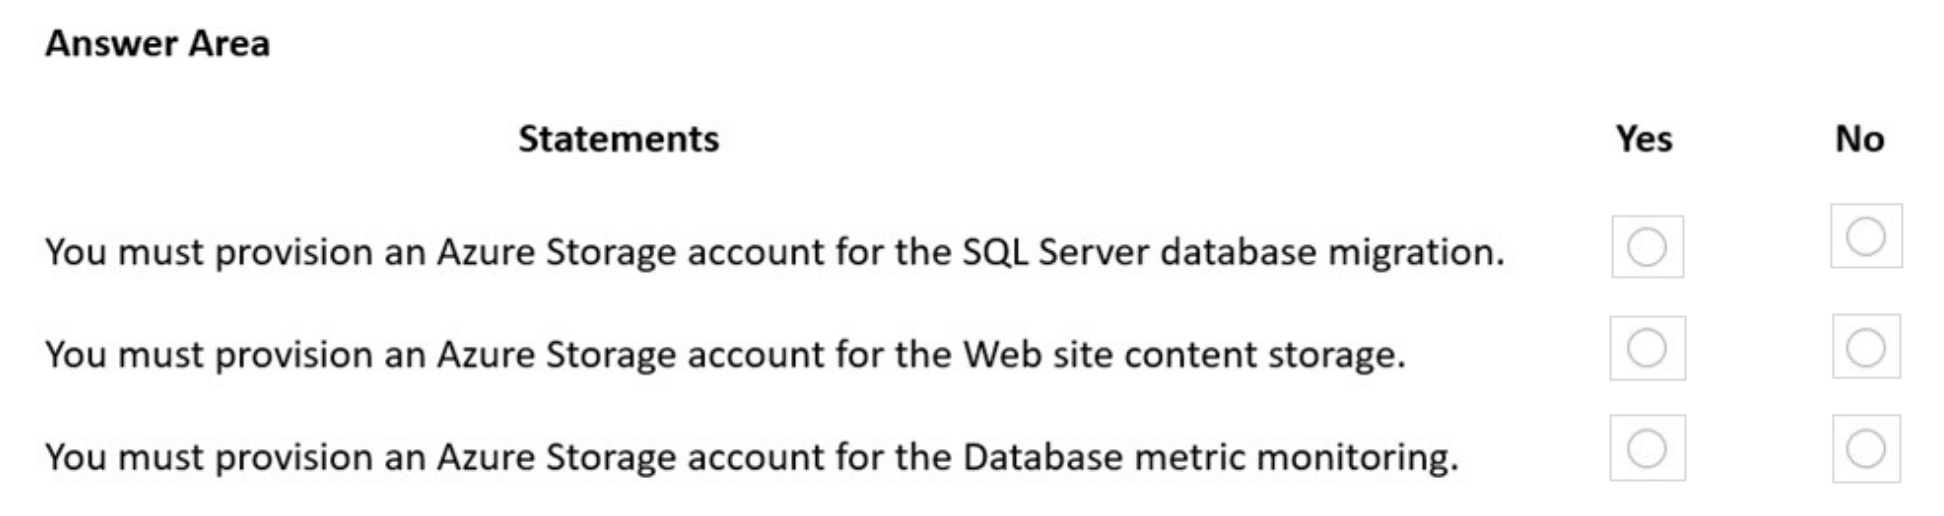 Answer Area
Statements Yes No
You must provision an Azure Storage account for the SQL Server database migration.
You must provision an Azure Storage account for the Web site content storage.
You must provision an Azure Storage account for the Database metric monitoring.